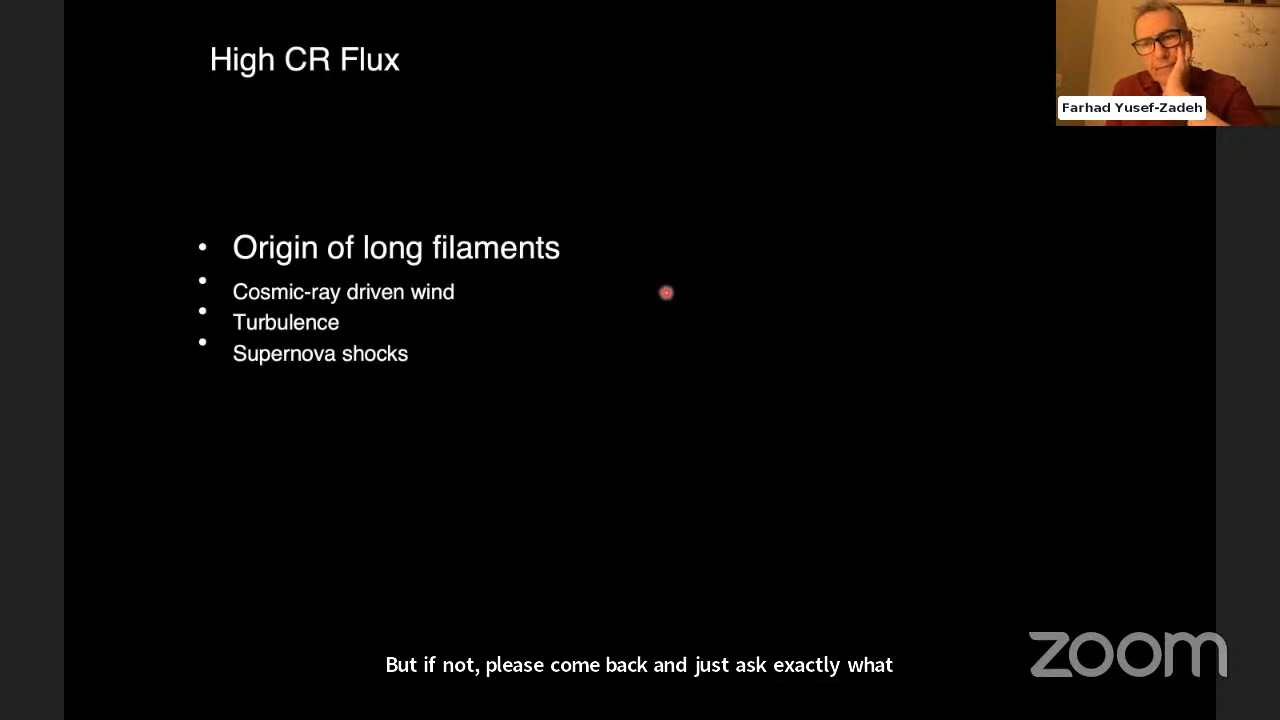 High CR Flux
Farhad Yusef-Zadeh
• Origin of long filaments
• Cosmic-ray driven wind
• Turbulence
• Supernova shocks
But if not, please come back and just ask exactly what
zoom